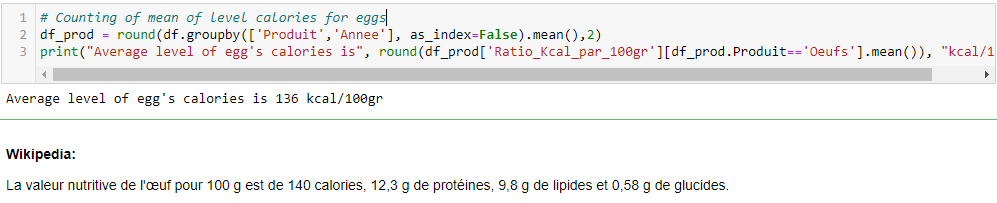 1 # Counting of mean of level calories for eggs
2 df_prod = round(df.groupby(['Produit','Annee'], as_index=False).mean(),2)
3 print("Average level of egg's calories is", round(df_prod['Ratio_Kcal_par_100gr'][df_prod.Produit=='Oeufs'].mean()), "kcal/1
Average level of egg's calories is 136 kcal/100gr
Wikipedia:
La valeur nutritive de l'œuf pour 100 g est de 140 calories, 12,3 g de protéines, 9,8 g de lipides et 0,58 g de glucides.